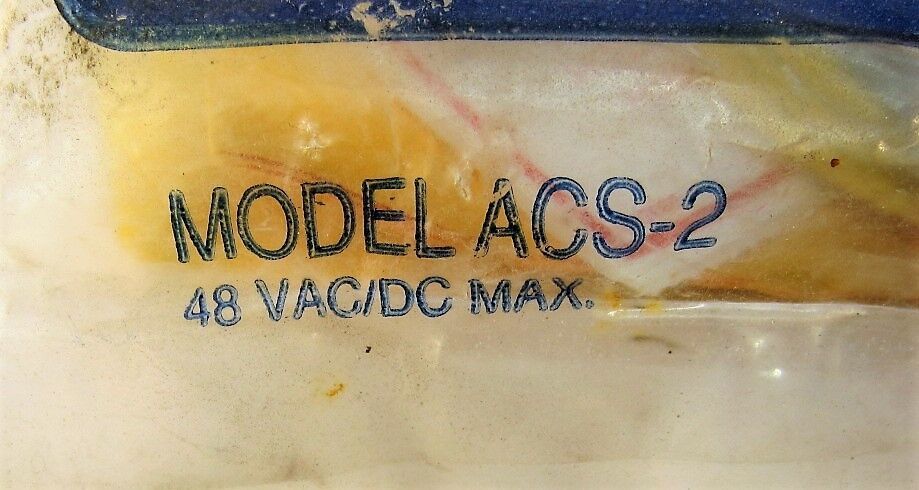 MODEL ACS-2
48 VAC/DC MAX.